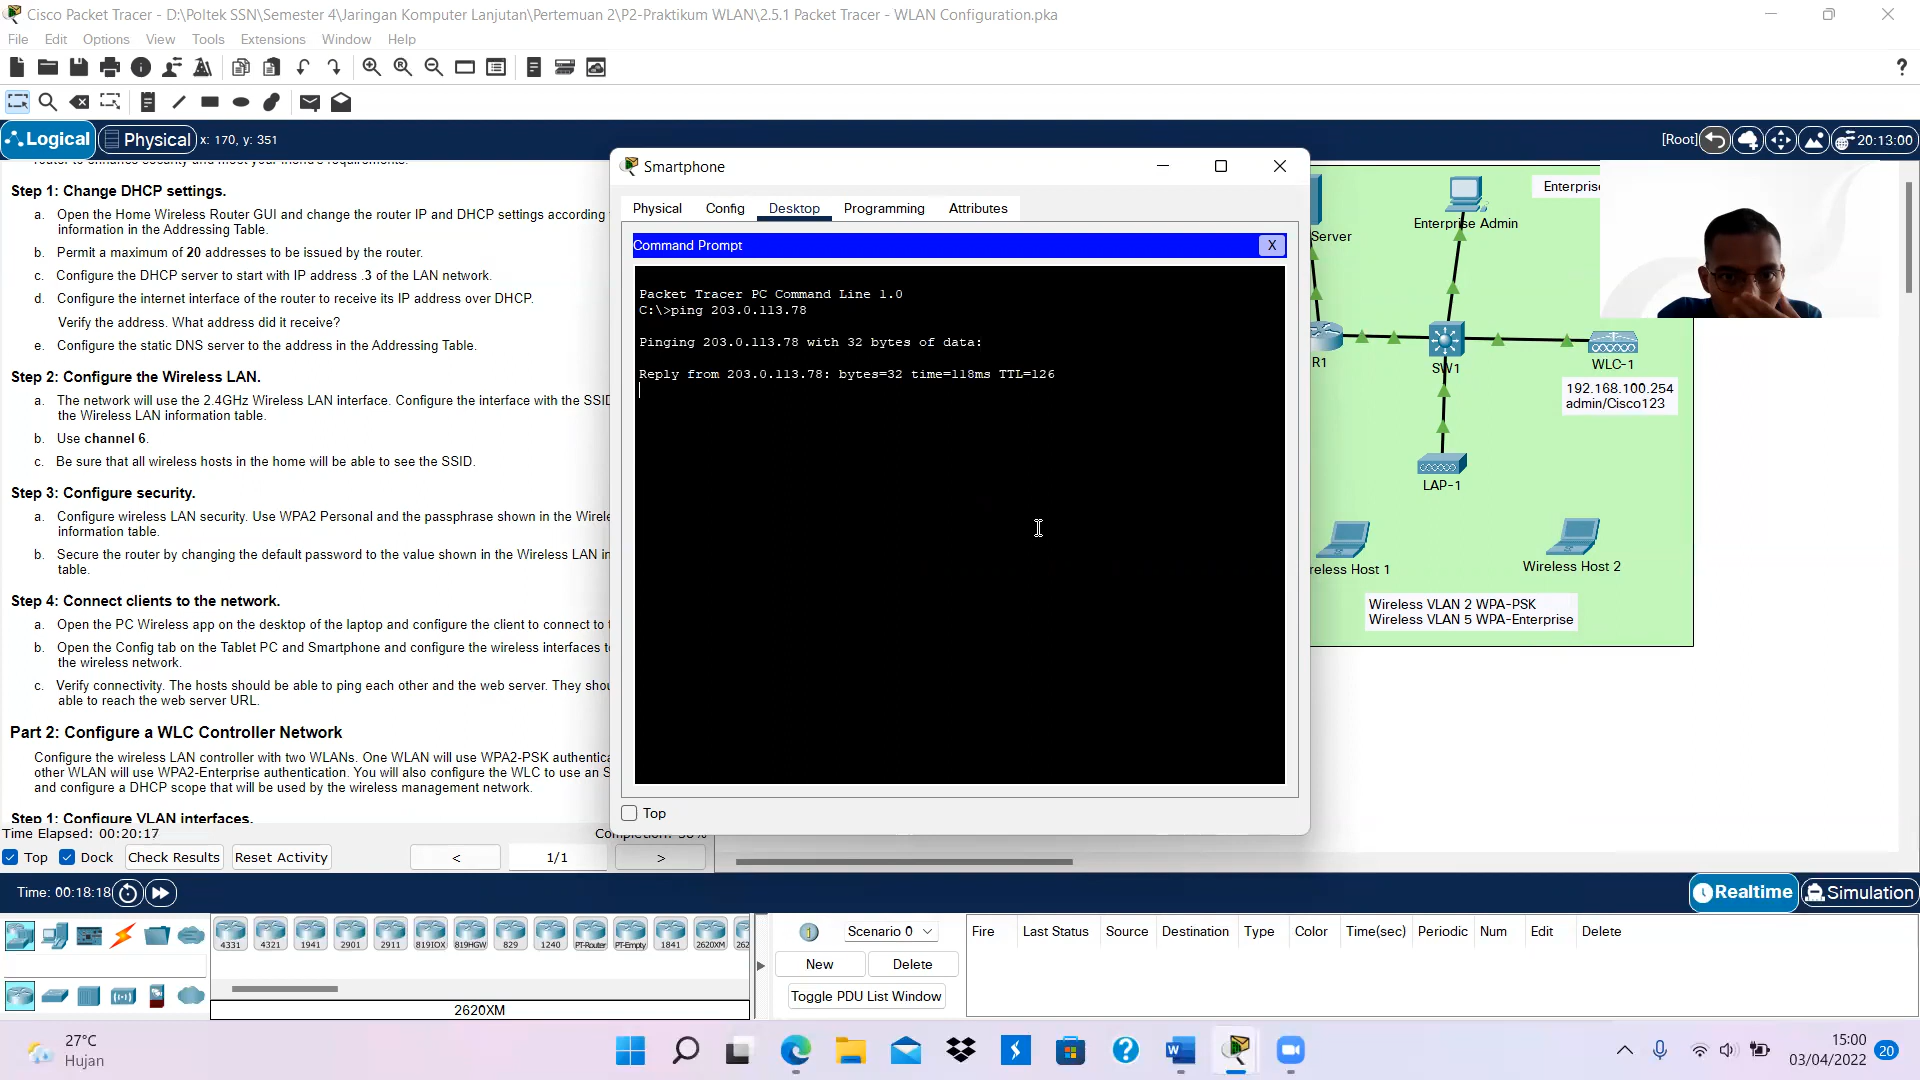 Cisco Packet Tracer - D:\Poltek SSN\Semester 4\Jaringan Komputer Lanjutan\Pertemuan 2\P2-Praktikum WLAN\2.5.1 Packet Tracer - WLAN Configuration.pka
File Edit Options View Tools Extensions Window Help
?
Logical Physical x: 170, y: 351 [Root] 20:13:00
Step 1: Change DHCP settings.
a. Open the Home Wireless Router GUI and change the router IP and DHCP settings according
information in the Addressing Table.
b. Permit a maximum of 20 addresses to be issued by the router.
c. Configure the DHCP server to start with IP address .3 of the LAN network.
d. Configure the internet interface of the router to receive its IP address over DHCP.
Verify the address. What address did it receive?
e. Configure the static DNS server to the address in the Addressing Table.
Step 2: Configure the Wireless LAN.
a. The network will use the 2.4GHz Wireless LAN interface. Configure the interface with the SSID
the Wireless LAN information table.
b. Use channel 6.
c. Be sure that all wireless hosts in the home will be able to see the SSID.
Step 3: Configure security.
a. Configure wireless LAN security. Use WPA2 Personal and the passphrase shown in the Wirele
information table.
b. Secure the router by changing the default password to the value shown in the Wireless LAN in
table.
Step 4: Connect clients to the network.
a. Open the PC Wireless app on the desktop of the laptop and configure the client to connect to
b. Open the Config tab on the Tablet PC and Smartphone and configure the wireless interfaces t
the wireless network.
c. Verify connectivity. The hosts should be able to ping each other and the web server. They shou
able to reach the web server URL.
Part 2: Configure a WLC Controller Network
Configure the wireless LAN controller with two WLANs. One WLAN will use WPA2-PSK authentica
other WLAN will use WPA2-Enterprise authentication. You will also configure the WLC to use an S
and configure a DHCP scope that will be used by the wireless management network.
Step 1: Configure VLAN interfaces.
Time Elapsed: 00:20:17
Top Dock Check Results Reset Activity < 1/1 >
Smartphone
Physical Config Desktop Programming Attributes
Command Prompt X
Packet Tracer PC Command Line 1.0
C:\>ping 203.0.113.78
Pinging 203.0.113.78 with 32 bytes of data:
Reply from 203.0.113.78: bytes=32 time=118ms TTL=126
Top
Enterprise
Server
Enterprise Admin
R1
SW1
WLC-1
192.168.100.254
admin/Cisco123
LAP-1
reless Host 1
Wireless Host 2
Wireless VLAN 2 WPA-PSK
Wireless VLAN 5 WPA-Enterprise
Time: 00:18:18 Realtime Simulation
4331 4321 1941 2901 2911 819IOX 819HGW 829 1240 PT-Router PT-Empty 1841 2620XM 262
2620XM
Scenario 0
New Delete
Toggle PDU List Window
Fire Last Status Source Destination Type Color Time(sec) Periodic Num Edit Delete
27°C
Hujan
15:00
03/04/2022
20